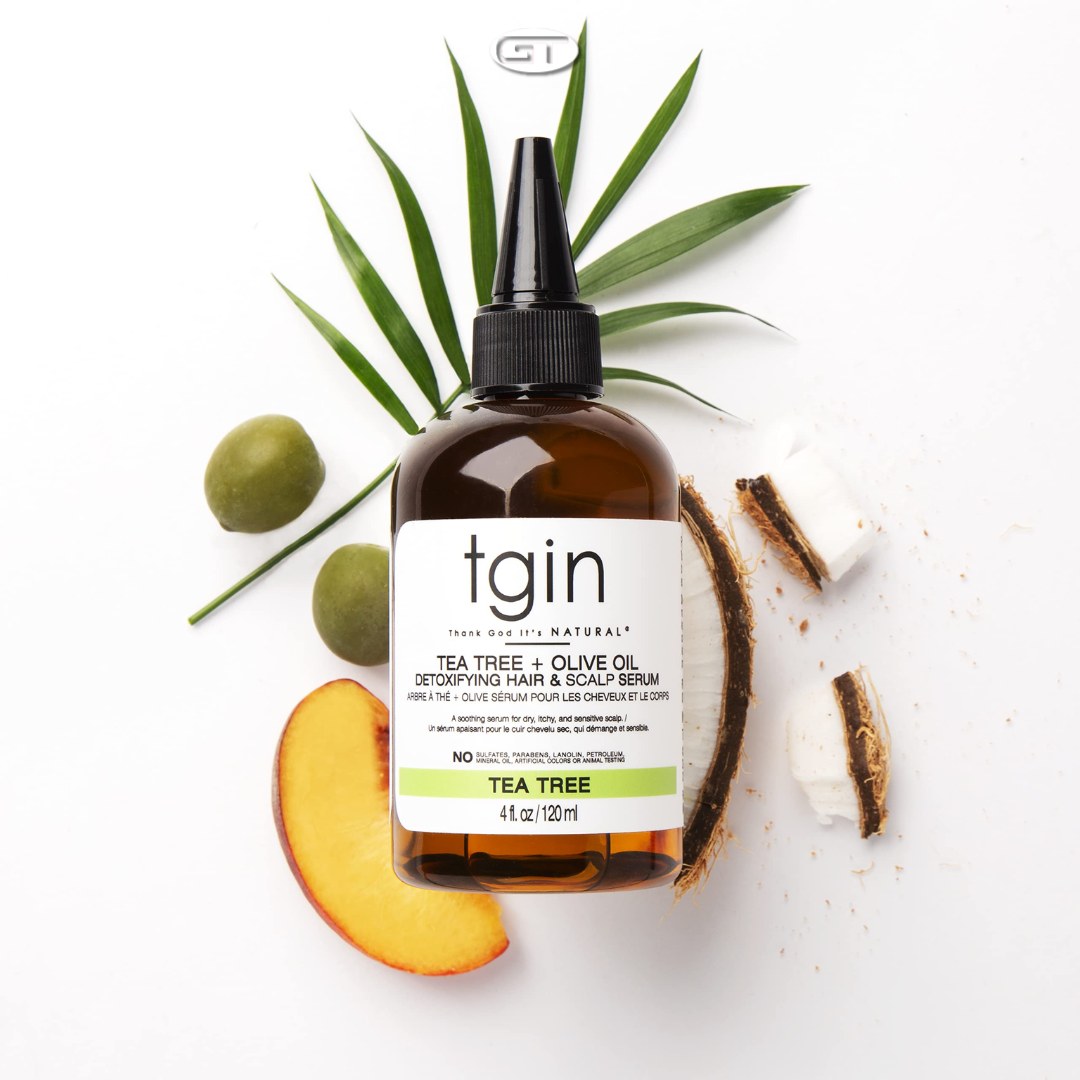 ST
tgin
Thank God It's NATURAL®
TEA TREE + OLIVE OIL
DETOXIFYING HAIR & SCALP SERUM
ARBRE À THÉ + OLIVE SÉRUM POUR LES CHEVEUX ET LE CORPS
A soothing serum for dry, itchy, and sensitive scalp. /
Un sérum apaisant pour le cuir chevelu sec, qui démange et sensible.
NO SULFATES, PARABENS, LANOLIN, PETROLEUM,
MINERAL OIL, ARTIFICIAL COLORS OR ANIMAL TESTING
TEA TREE
4 fl. oz / 120 ml